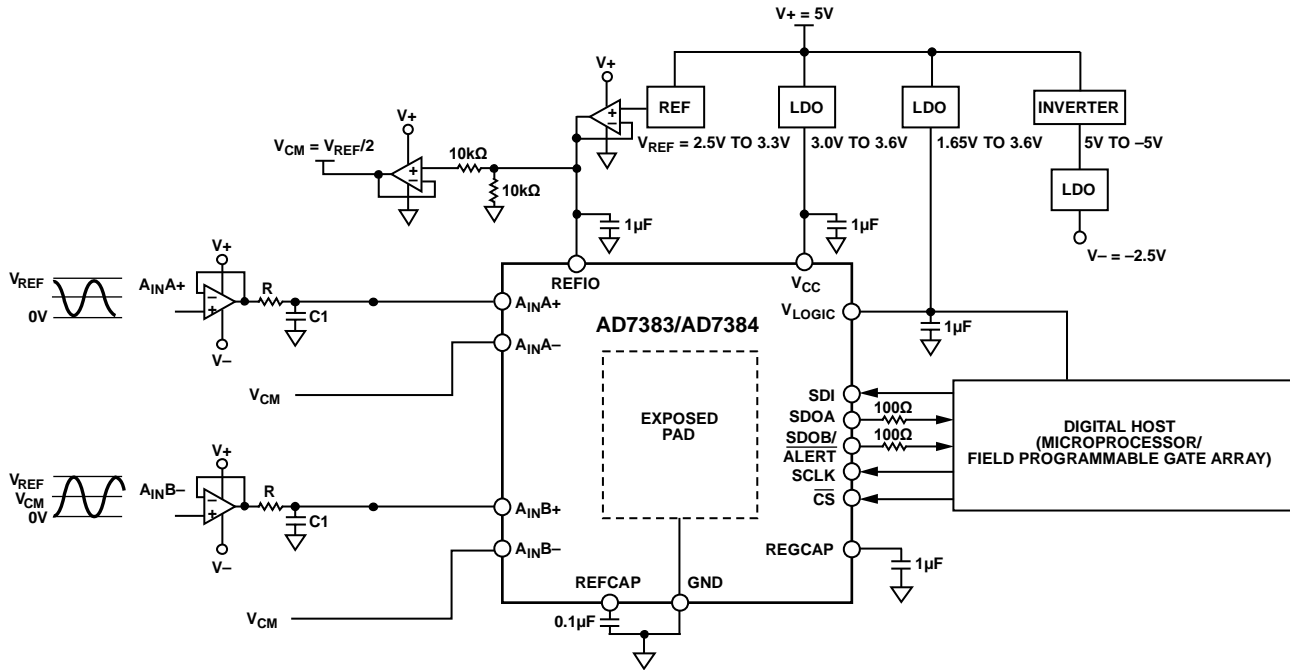 V+ = 5V
V+
REF
LDO
LDO
INVERTER
V+
VREF = 2.5V TO 3.3V
3.0V TO 3.6V
1.65V TO 3.6V
5V TO –5V
VCM = VREF/2
10kΩ
10kΩ
LDO
1µF
1µF
V– = –2.5V
V+
REFIO
VCC
VREF
0V
AINA+
R
C1
AINA+
AD7383/AD7384
VLOGIC
1µF
V–
AINA–
VCM
EXPOSED
PAD
SDI
SDOA
100Ω
SDOB/
ALERT
100Ω
SCLK
CS
DIGITAL HOST
(MICROPROCESSOR/
FIELD PROGRAMMABLE GATE ARRAY)
V+
VREF
VCM
0V
AINB–
R
C1
AINB+
V–
AINB–
VCM
REGCAP
1µF
REFCAP
GND
0.1µF